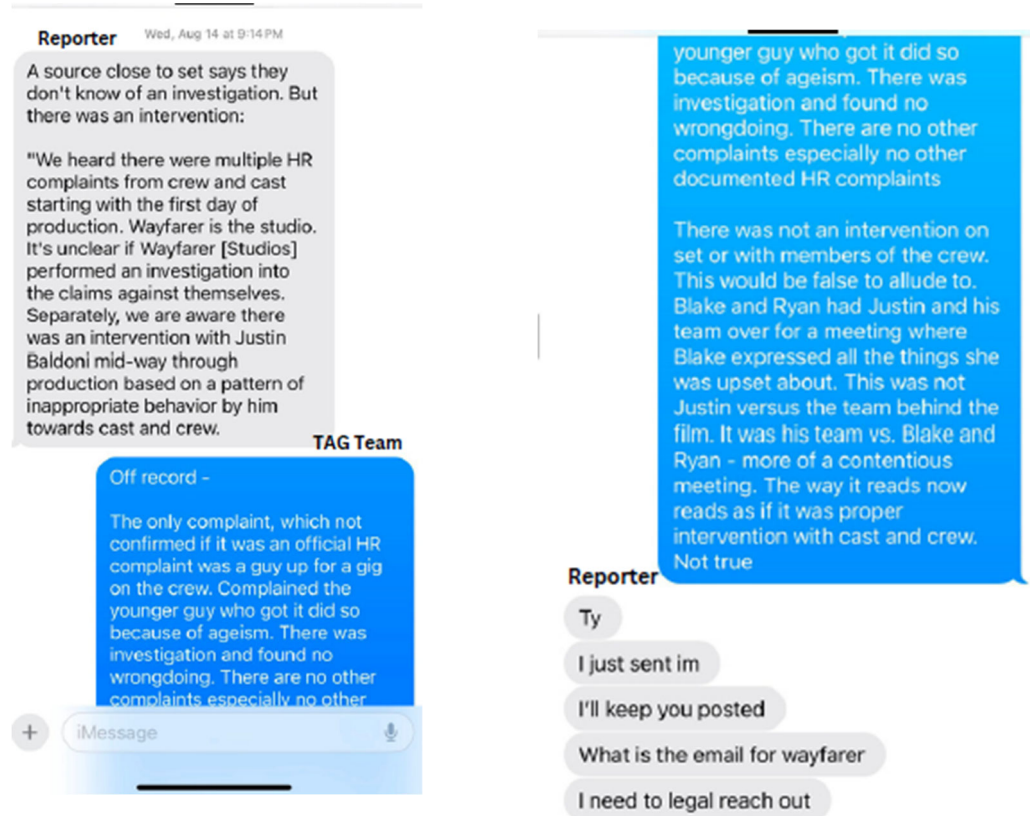 Reporter
Wed, Aug 14 at 9:14 PM
A source close to set says they
don't know of an investigation. But
there was an intervention:
"We heard there were multiple HR
complaints from crew and cast
starting with the first day of
production. Wayfarer is the studio.
It's unclear if Wayfarer [Studios]
performed an investigation into
the claims against themselves.
Separately, we are aware there
was an intervention with Justin
Baldoni mid-way through
production based on a pattern of
inappropriate behavior by him
towards cast and crew.
TAG Team
Off record -
The only complaint, which not
confirmed if it was an official HR
complaint was a guy up for a gig
on the crew. Complained the
younger guy who got it did so
because of ageism. There was
investigation and found no
wrongdoing. There are no other
complaints especially no other
iMessage
younger guy who got it did so
because of ageism. There was
investigation and found no
wrongdoing. There are no other
complaints especially no other
documented HR complaints
There was not an intervention on
set or with members of the crew.
This would be false to allude to.
Blake and Ryan had Justin and his
team over for a meeting where
Blake expressed all the things she
was upset about. This was not
Justin versus the team behind the
film. It was his team vs. Blake and
Ryan - more of a contentious
meeting. The way it reads now
reads as if it was proper
intervention with cast and crew.
Not true
Reporter
Ty
I just sent im
I'll keep you posted
What is the email for wayfarer
I need to legal reach out